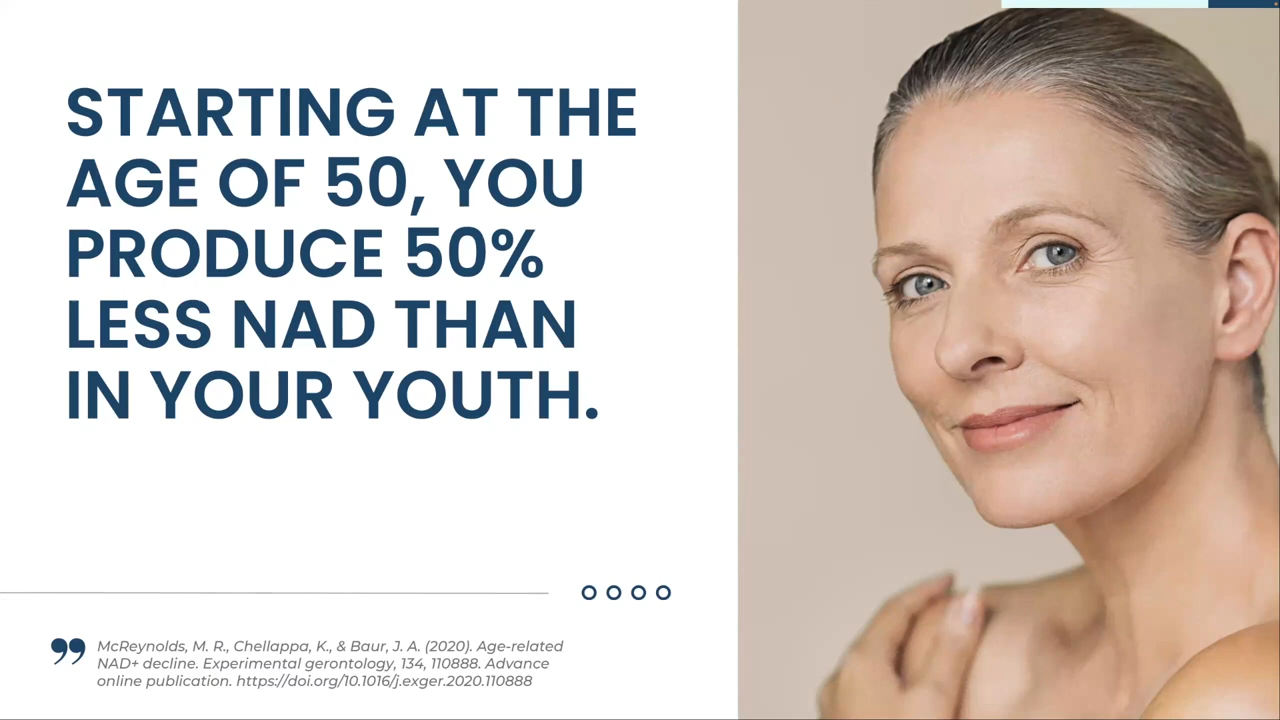 STARTING AT THE
AGE OF 50, YOU
PRODUCE 50%
LESS NAD THAN
IN YOUR YOUTH.
McReynolds, M. R., Chellappa, K., & Baur, J. A. (2020). Age-related
NAD+ decline. Experimental gerontology, 134, 110888. Advance
online publication. https://doi.org/10.1016/j.exger.2020.110888